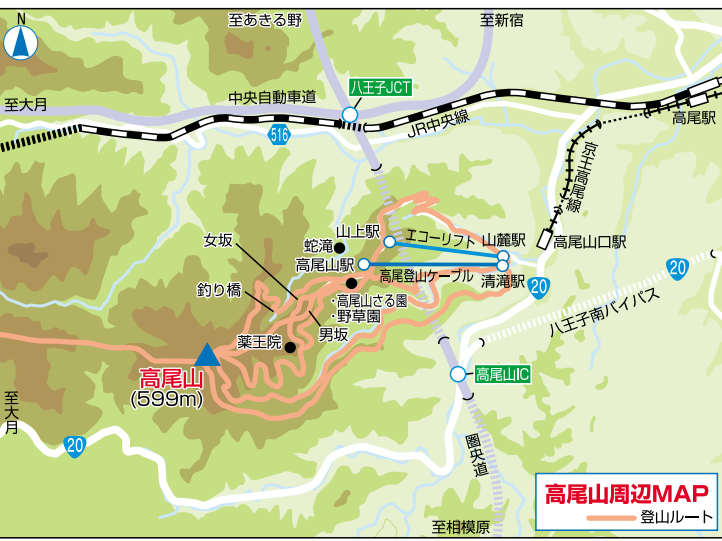 N
至あきる野
至新宿
八王子JCT
至大月
中央自動車道
516
JR中央線
高尾駅
京王高尾線
女坂
山上駅
エコーリフト
山麓駅
高尾山口駅
蛇滝
高尾山駅
高尾登山ケーブル
清滝駅
20
20
釣り橋
・高尾山さる園
・野草園
八王子南バイパス
男坂
薬王院
高尾山
(599m)
高尾山IC
至大月
20
圏央道
高尾山周辺MAP
登山ルート
至相模原